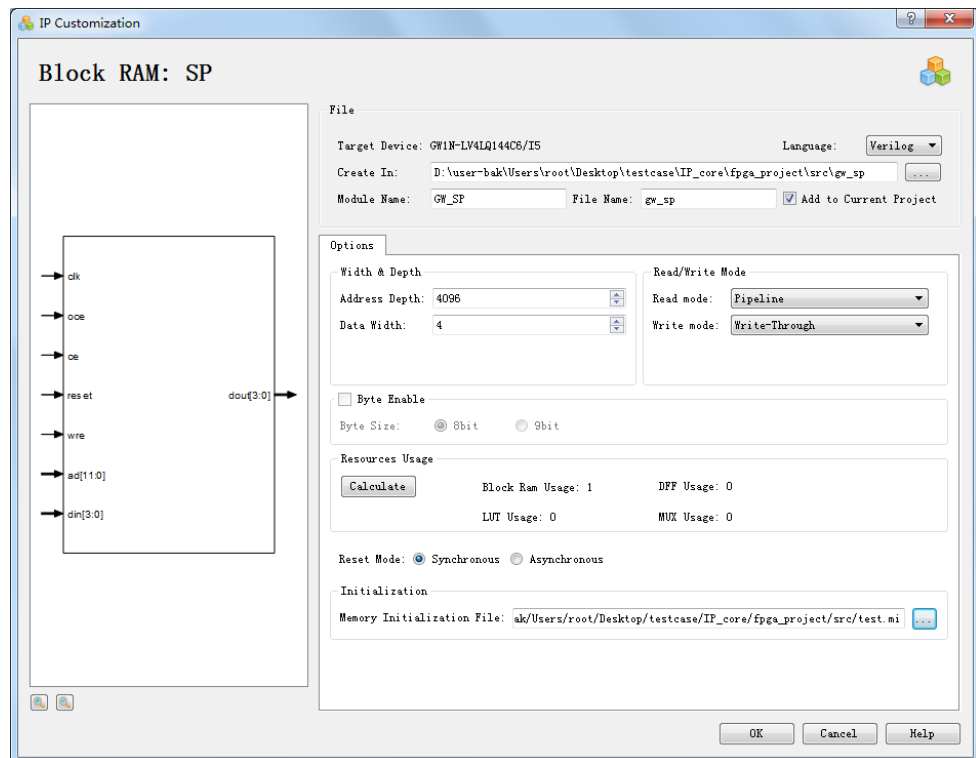 IP Customization
Block RAM: SP
File
Target Device: GW1N-LV4LQ144C6/I5 Language: Verilog
Create In: D:\user-bak\Users\root\Desktop\testcase\IP_core\fpga_project\src\gw_sp ...
Module Name: GW_SP File Name: gw_sp Add to Current Project
Options
Width & Depth
Address Depth: 4096
Data Width: 4
Read/Write Mode
Read mode: Pipeline
Write mode: Write-Through
Byte Enable
Byte Size: 8bit 9bit
Resources Usage
Calculate Block Ram Usage: 1 DFF Usage: 0
LUT Usage: 0 MUX Usage: 0
Reset Mode: Synchronous Asynchronous
Initialization
Memory Initialization File: ak/Users/root/Desktop/testcase/IP_core/fpga_project/src/test.mi ...
clk
oce
ce
reset dout[3:0]
wre
ad[11:0]
din[3:0]
OK Cancel Help